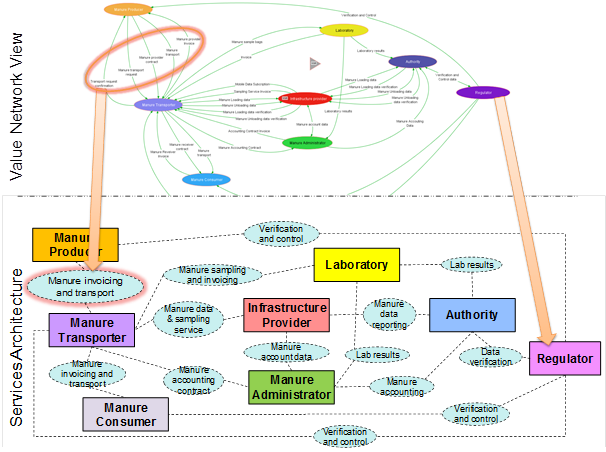 Value Network View
Manure Producer
Verification and Control
Manure provider
invoice
Manure
transport
Manure provider
contract
Manure transport
request
Transport request
confirmation
Laboratory
Manure sample bags
Invoice
Laboratory results
Authority
Verification and
Control data
Regulator
Manure Loading data
Manure Unloading data
Manure Loading data verification
Manure Unloading data verification
Sampling Service Invoice
Infrastructure provider
Manure Transporter
Manure Loading data
Manure Unloading data
Manure Loading data verification
Manure Unloading data verification
Manure account data
Laboratory results
Manure Accounting
Data
Accounting Contract
Invoice
Manure Administrator
Manure Accounting Contract
Manure receiver
contract
Manure Receiver
Invoice
Manure
transport
Manure Consumer
Services Architecture
Manure
Producer
Verification
and control
Manure invoicing
and transport
Manure sampling
and invoicing
Laboratory
Lab results
Manure
Transporter
Manure data
& sampling
service
Infrastructure
Provider
Manure
data
reporting
Authority
Regulator
Manure
account data
Lab results
Data
verification
Manure
invoicing and
transport
Manure
accounting
contract
Manure
Administrator
Manure
accounting
Manure
Consumer
Verification
and control
Verification
and control